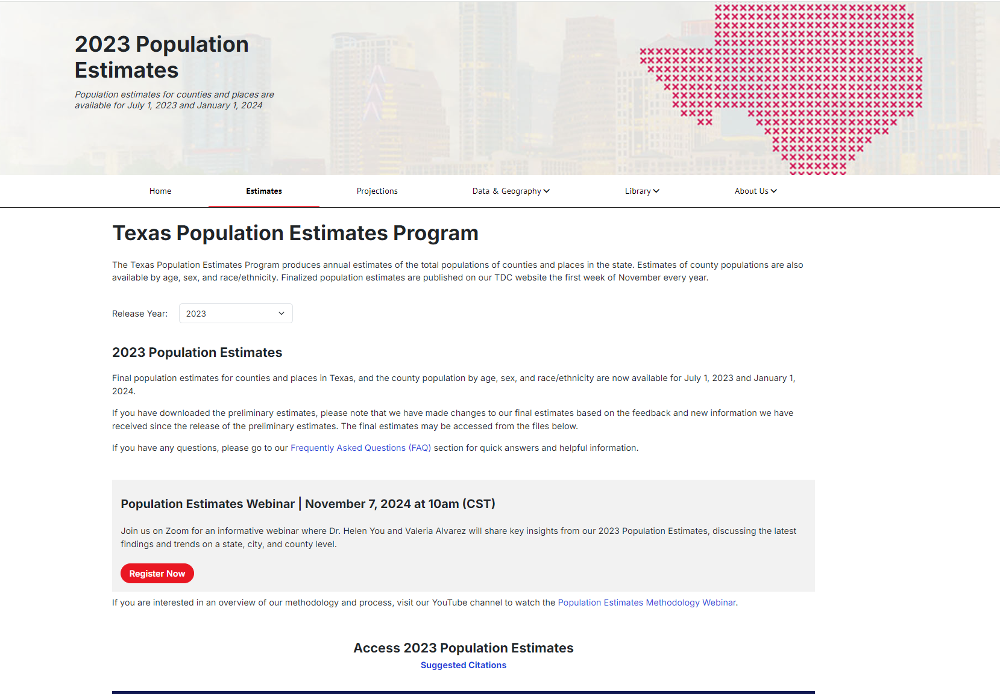 2023 Population
Estimates
Population estimates for counties and places are
available for July 1, 2023 and January 1, 2024
Home
Estimates
Projections
Data & Geography
Library
About Us
Texas Population Estimates Program
The Texas Population Estimates Program produces annual estimates of the total populations of counties and places in the state. Estimates of county populations are also
available by age, sex, and race/ethnicity. Finalized population estimates are published on our TDC website the first week of November every year.
Release Year: 2023
2023 Population Estimates
Final population estimates for counties and places in Texas, and the county population by age, sex, and race/ethnicity are now available for July 1, 2023 and January 1,
2024.
If you have downloaded the preliminary estimates, please note that we have made changes to our final estimates based on the feedback and new information we have
received since the release of the preliminary estimates. The final estimates may be accessed from the files below.
If you have any questions, please go to our Frequently Asked Questions (FAQ) section for quick answers and helpful information.
Population Estimates Webinar | November 7, 2024 at 10am (CST)
Join us on Zoom for an informative webinar where Dr. Helen You and Valeria Alvarez will share key insights from our 2023 Population Estimates, discussing the latest
findings and trends on a state, city, and county level.
Register Now
If you are interested in an overview of our methodology and process, visit our YouTube channel to watch the Population Estimates Methodology Webinar.
Access 2023 Population Estimates
Suggested Citations